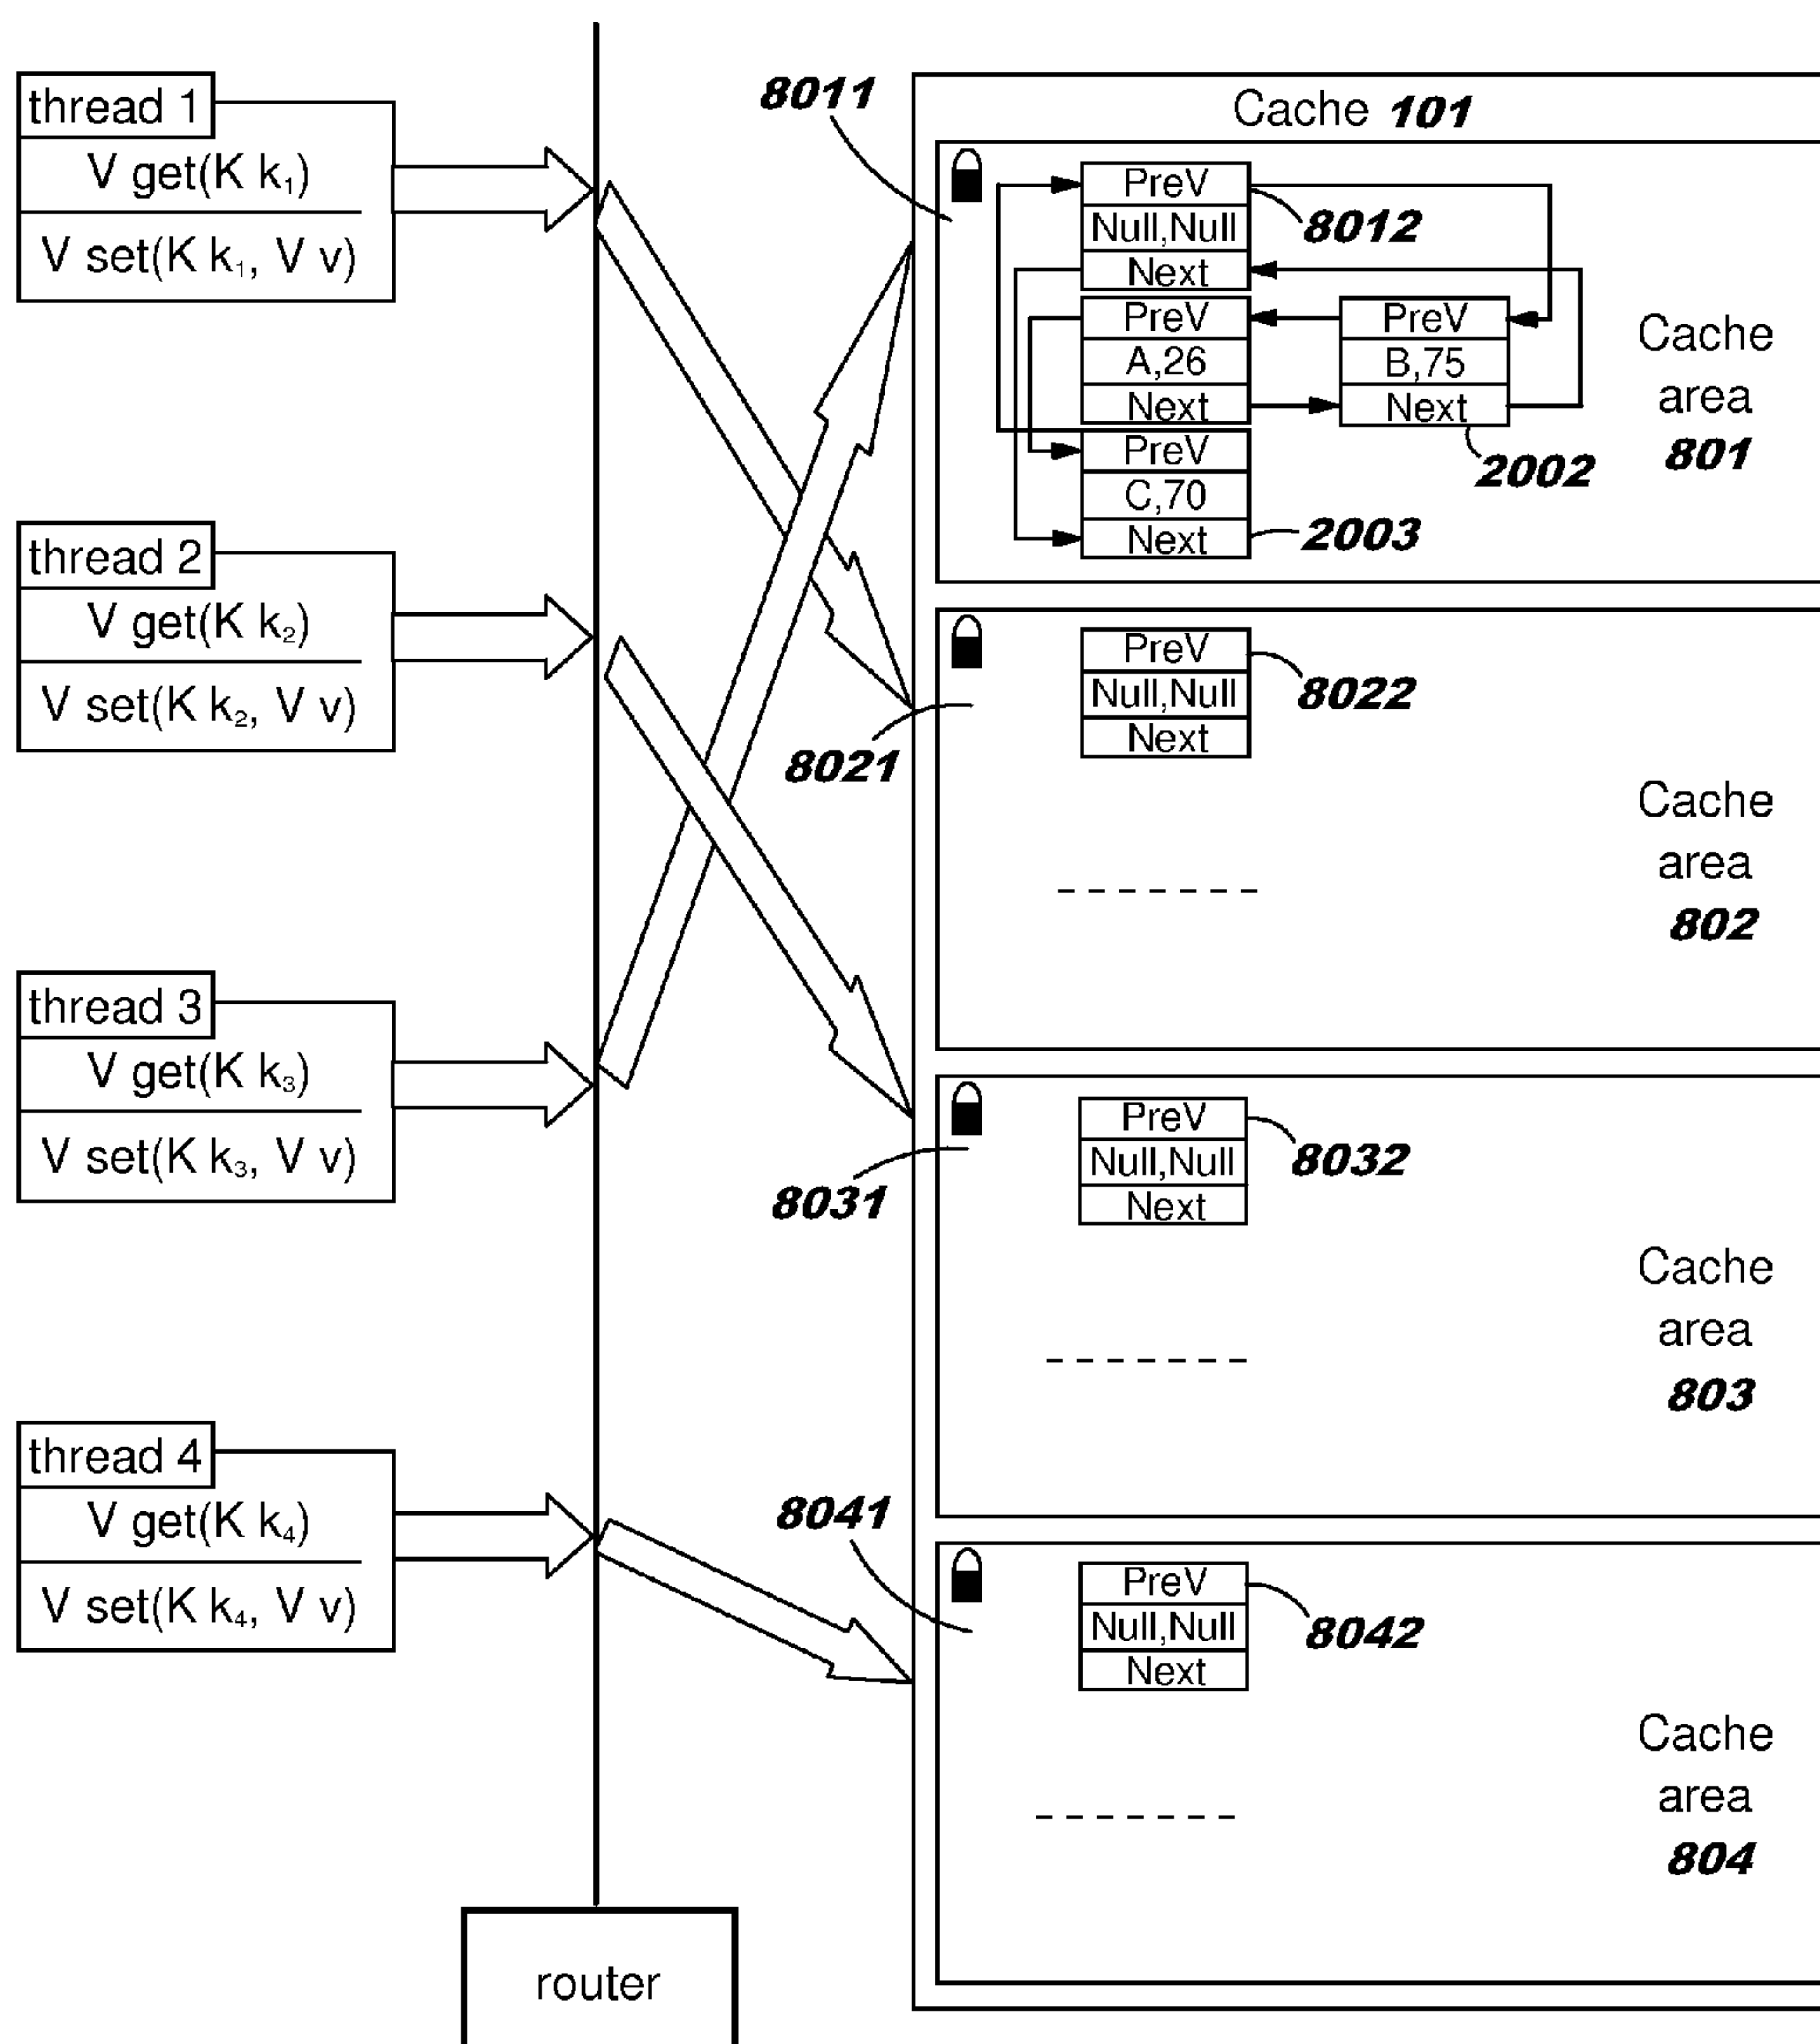 thread 1
V get(K k₁)
V set(K k₁, V v)
thread 2
V get(K k₂)
V set(K k₂, V v)
thread 3
V get(K k₃)
V set(K k₃, V v)
thread 4
V get(K k₄)
V set(K k₄, V v)
router
8011
8021
8031
8041
Cache 101
PreV
Null,Null
Next
8012
PreV
A,26
Next
PreV
B,75
Next
2002
PreV
C,70
Next
2003
Cache
area
801
PreV
Null,Null
Next
8022
Cache
area
802
PreV
Null,Null
Next
8032
Cache
area
803
PreV
Null,Null
Next
8042
Cache
area
804